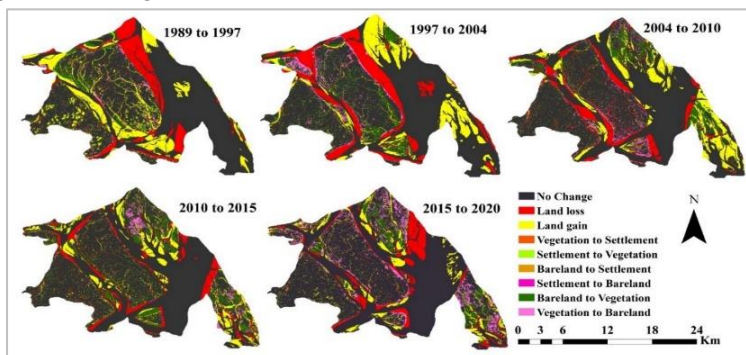 1989 to 1997
1997 to 2004
2004 to 2010
2010 to 2015
2015 to 2020
No Change
Land loss
Land gain
Vegetation to Settlement
Settlement to Vegetation
Bareland to Settlement
Settlement to Bareland
Bareland to Vegetation
Vegetation to Bareland
N
0 3 6 12 18 24
Km